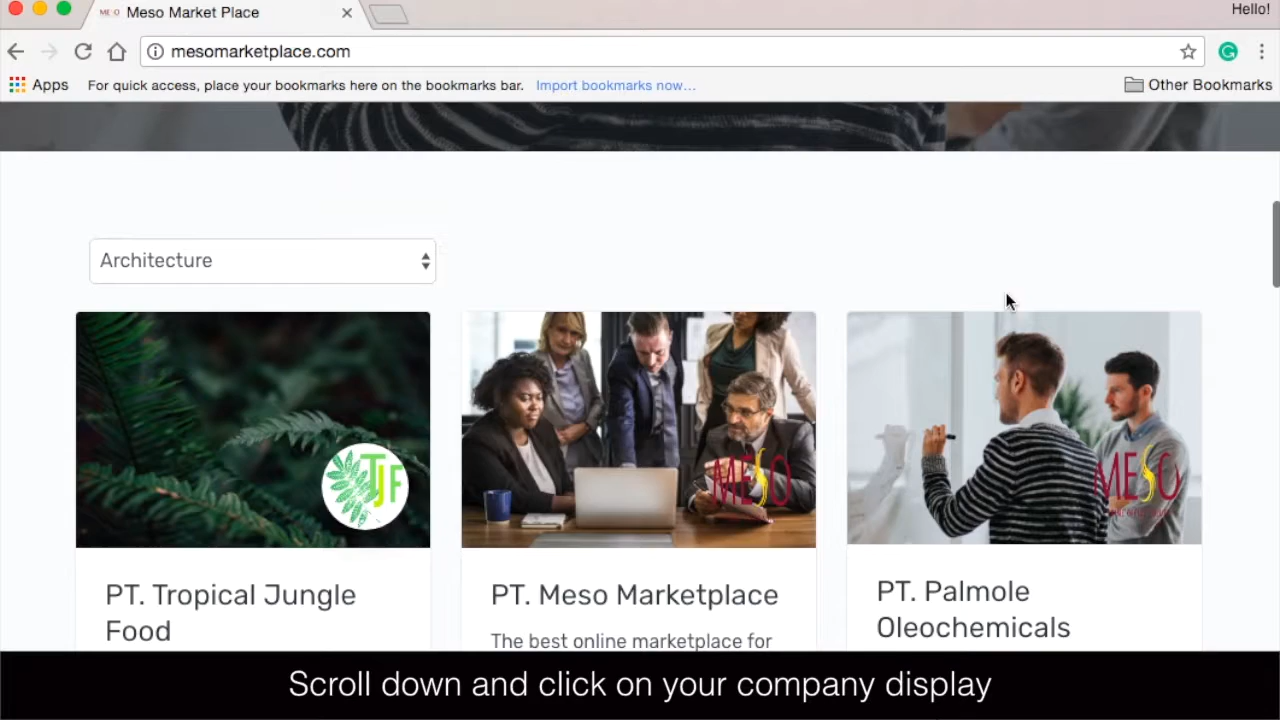 Meso Market Place
Hello!
mesomarketplace.com
Apps
For quick access, place your bookmarks here on the bookmarks bar. Import bookmarks now...
Other Bookmarks
Architecture
TJF
MESO
MESO
PT. Tropical Jungle
Food
PT. Meso Marketplace
The best online marketplace for
PT. Palmole
Oleochemicals
Scroll down and click on your company display